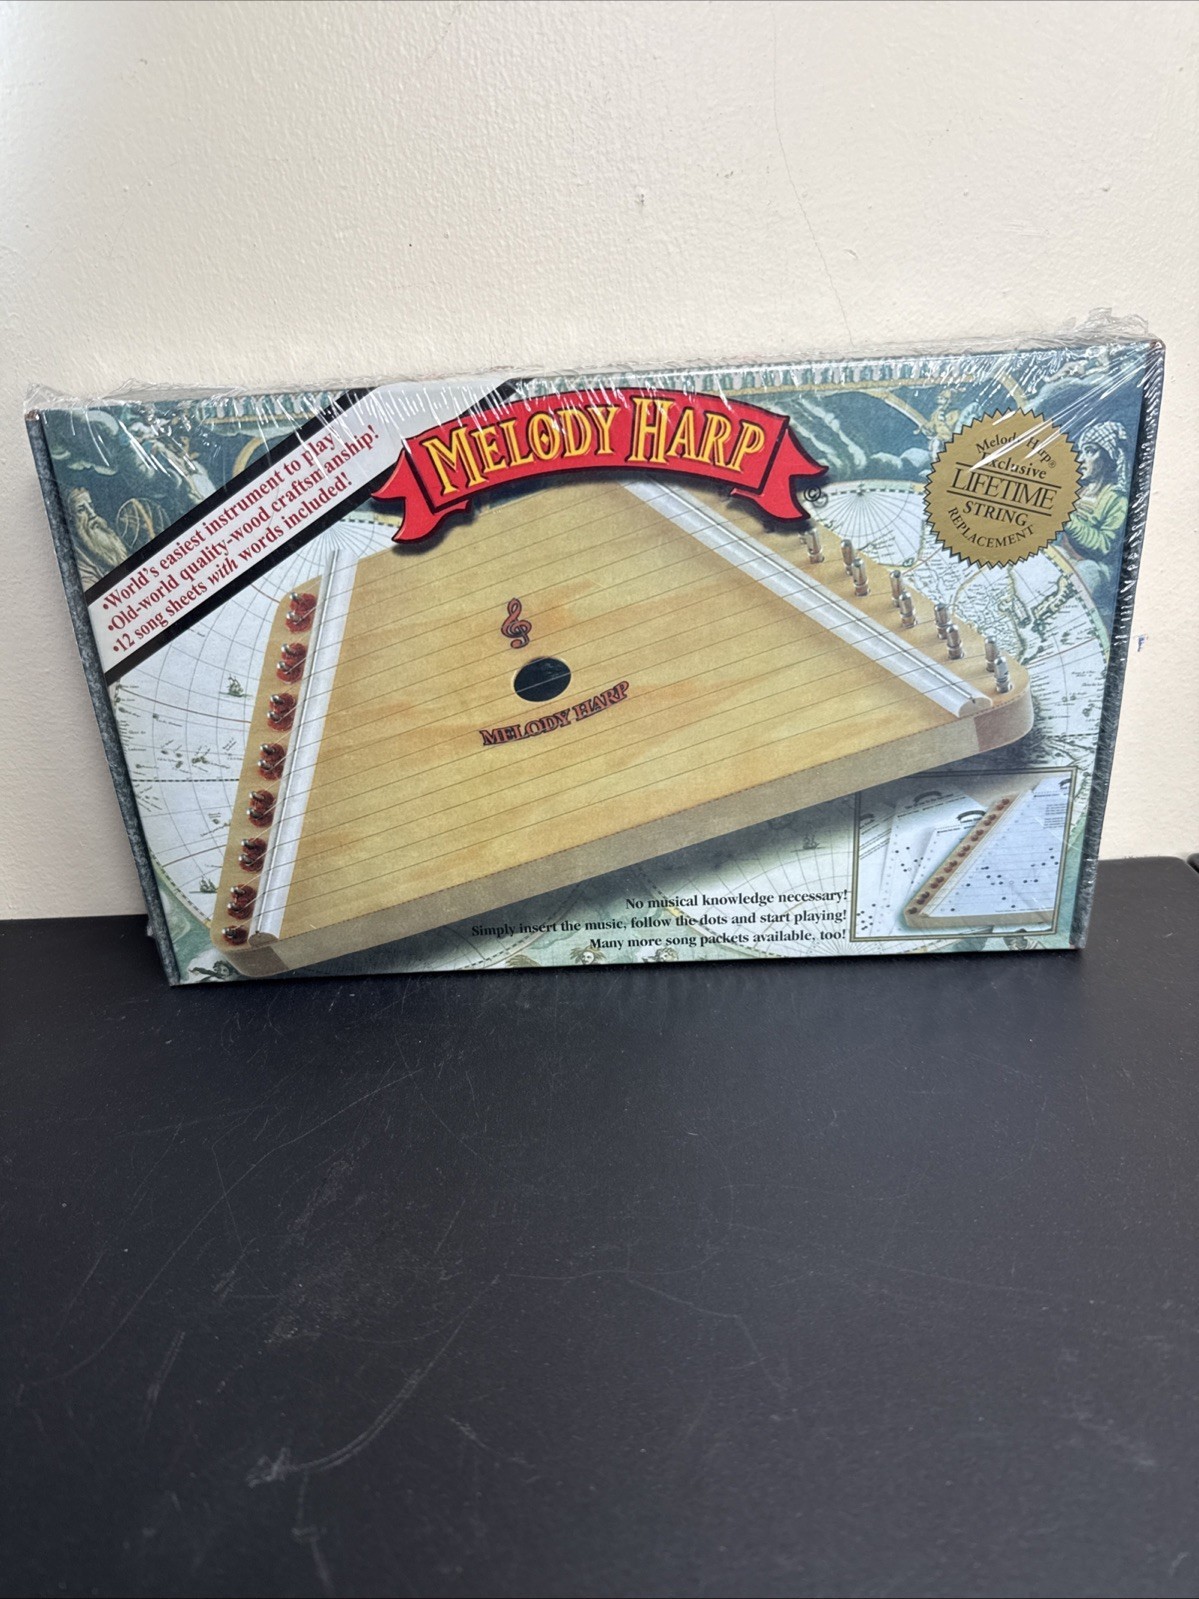 •World's easiest instrument to play
•Old-world quality-wood craftsmanship!
•12 song sheets with words included!
MELODY HARP
®
Melody Harp®
Exclusive
LIFETIME
STRING
REPLACEMENT
MELODY HARP
No musical knowledge necessary!
Simply insert the music, follow the dots and start playing!
Many more song packets available, too!